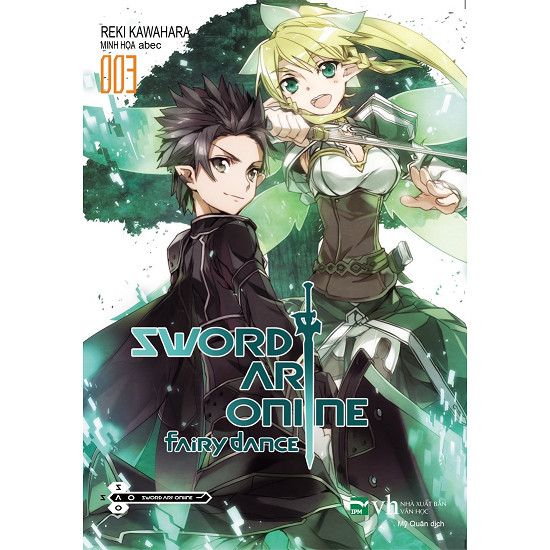 REKI KAWAHARA
MINH HỌA abec
003
SWORD
ART
ONLINE
fairy dance
S
A O SWORD ART ONLINE
O
IPM vh NHÀ XUẤT BẢN
VĂN HỌC
Mỹ Quân dịch